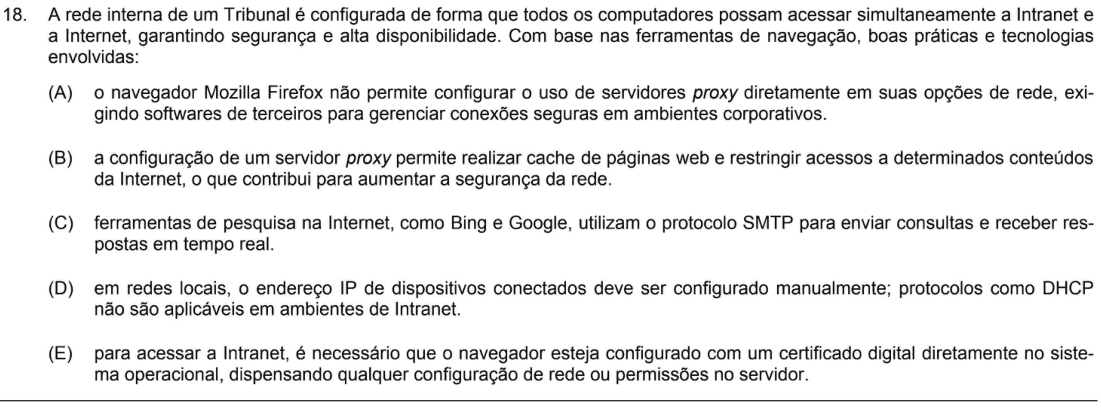 18. A rede interna de um Tribunal é configurada de forma que todos os computadores possam acessar simultaneamente a Intranet e
a Internet, garantindo segurança e alta disponibilidade. Com base nas ferramentas de navegação, boas práticas e tecnologias
envolvidas:
(A) o navegador Mozilla Firefox não permite configurar o uso de servidores proxy diretamente em suas opções de rede, exi-
gindo softwares de terceiros para gerenciar conexões seguras em ambientes corporativos.
(B) a configuração de um servidor proxy permite realizar cache de páginas web e restringir acessos a determinados conteúdos
da Internet, o que contribui para aumentar a segurança da rede.
(C) ferramentas de pesquisa na Internet, como Bing e Google, utilizam o protocolo SMTP para enviar consultas e receber res-
postas em tempo real.
(D) em redes locais, o endereço IP de dispositivos conectados deve ser configurado manualmente; protocolos como DHCP
não são aplicáveis em ambientes de Intranet.
(E) para acessar a Intranet, é necessário que o navegador esteja configurado com um certificado digital diretamente no siste-
ma operacional, dispensando qualquer configuração de rede ou permissões no servidor.